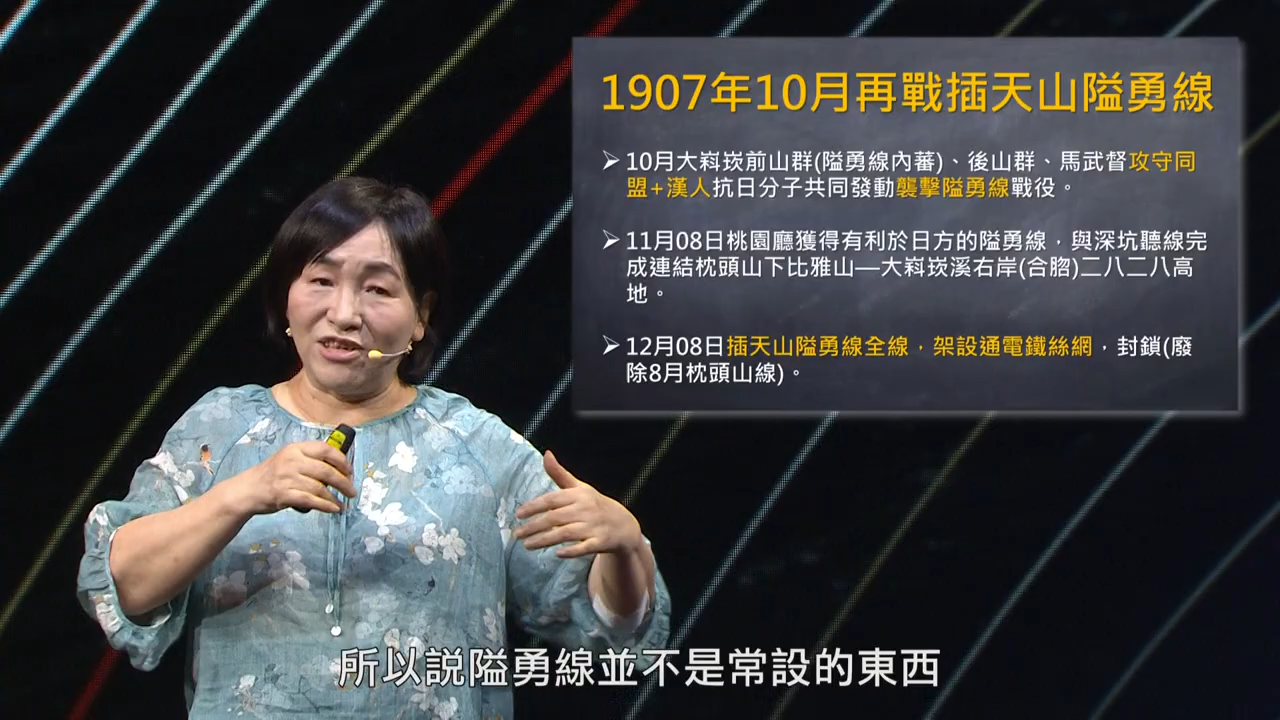 1907年10月再戰插天山隘勇線
➢10月大嵙崁前山群(隘勇線內蕃)、後山群、馬武督攻守同
盟+漢人抗日分子共同發動襲擊隘勇線戰役。
➢11月08日桃園廳獲得有利於日方的隘勇線，與深坑聽線完
成連結枕頭山下比雅山—大嵙崁溪右岸(合脗)二八二八高
地。
➢12月08日插天山隘勇線全線，架設通電鐵絲網，封鎖(廢
除8月枕頭山線)。
所以說隘勇線並不是常設的東西